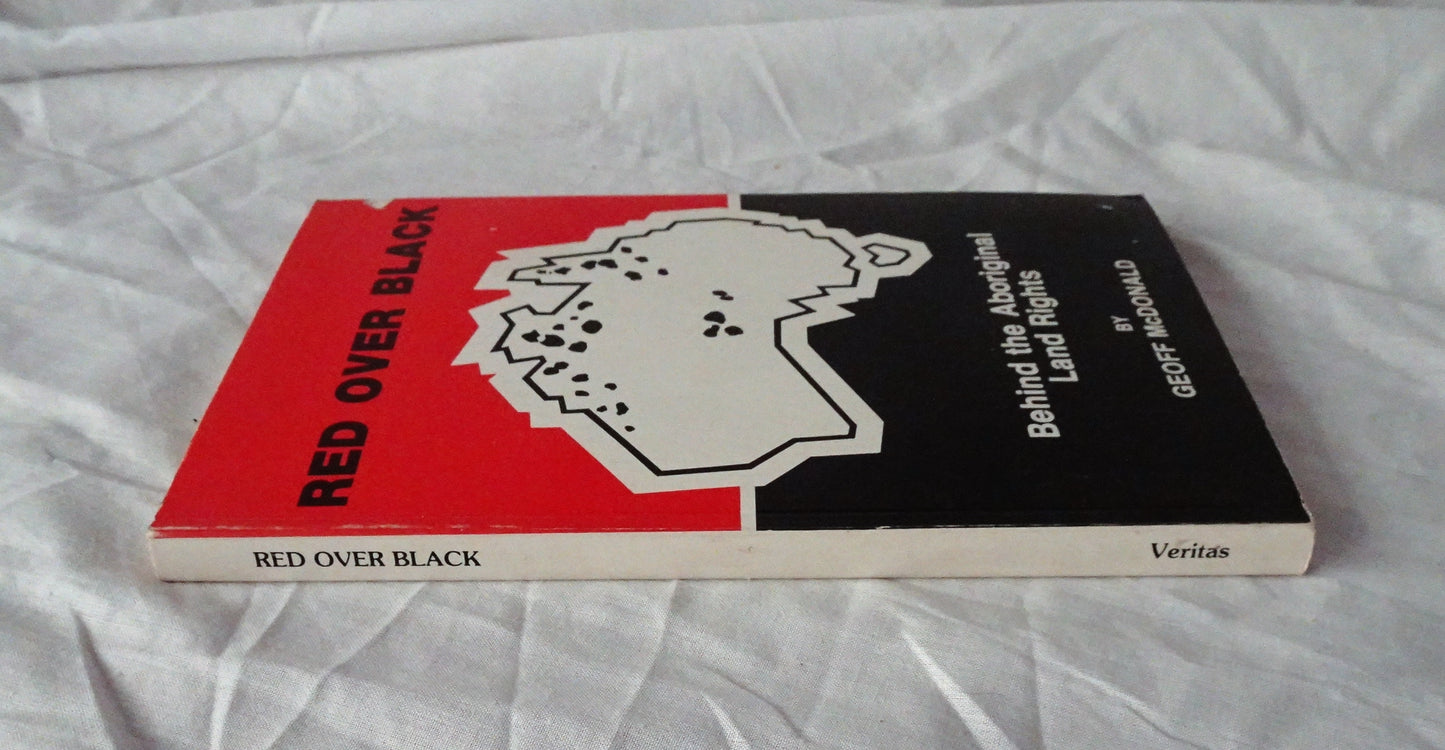 RED OVER BLACK
Behind the Aboriginal
Land Rights
BY
GEOFF McDONALD
RED OVER BLACK
Veritas